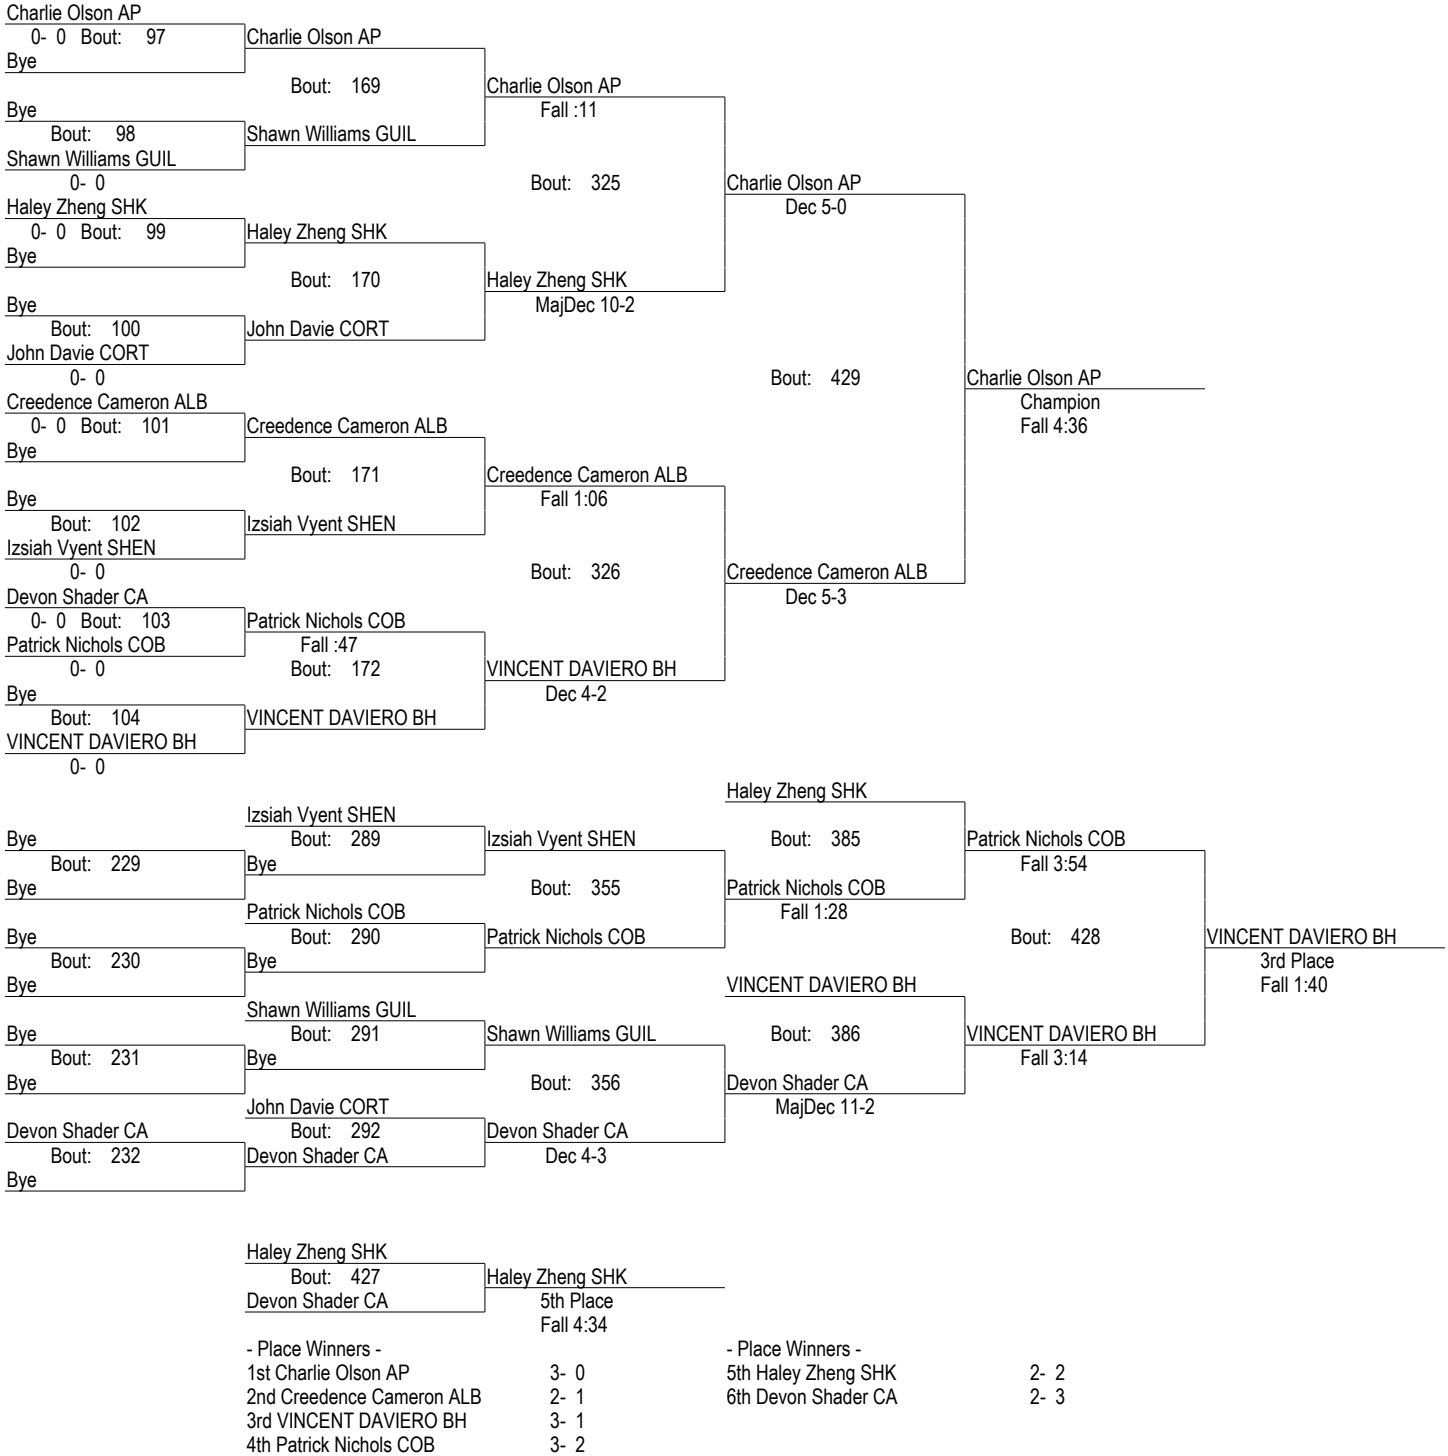 Charlie Olson AP
0- 0 Bout: 97 Charlie Olson AP
Bye
Bout: 169 Charlie Olson AP
Bye Fall :11
Bout: 98 Shawn Williams GUIL
Shawn Williams GUIL
0- 0 Bout: 325 Charlie Olson AP
Haley Zheng SHK Dec 5-0
0- 0 Bout: 99 Haley Zheng SHK
Bye
Bout: 170 Haley Zheng SHK
Bye MajDec 10-2
Bout: 100 John Davie CORT
John Davie CORT
0- 0 Bout: 429 Charlie Olson AP
Creedence Cameron ALB Champion
0- 0 Bout: 101 Creedence Cameron ALB Fall 4:36
Bye
Bout: 171 Creedence Cameron ALB
Bye Fall 1:06
Bout: 102 Izsiah Vyent SHEN
Izsiah Vyent SHEN
0- 0 Bout: 326 Creedence Cameron ALB
Devon Shader CA Dec 5-3
0- 0 Bout: 103 Patrick Nichols COB
Patrick Nichols COB Fall :47
0- 0 Bout: 172 VINCENT DAVIERO BH
Bye Dec 4-2
Bout: 104 VINCENT DAVIERO BH
VINCENT DAVIERO BH
0- 0
Haley Zheng SHK
Izsiah Vyent SHEN
Bye Bout: 289 Izsiah Vyent SHEN Bout: 385 Patrick Nichols COB
Bout: 229 Bye Fall 3:54
Bye Bout: 355 Patrick Nichols COB
Patrick Nichols COB Fall 1:28
Bye Bout: 290 Patrick Nichols COB Bout: 428 VINCENT DAVIERO BH
Bout: 230 Bye 3rd Place
Bye VINCENT DAVIERO BH Fall 1:40
Shawn Williams GUIL
Bye Bout: 291 Shawn Williams GUIL Bout: 386 VINCENT DAVIERO BH
Bout: 231 Bye Fall 3:14
Bye Bout: 356 Devon Shader CA
John Davie CORT MajDec 11-2
Devon Shader CA Bout: 292 Devon Shader CA
Bout: 232 Devon Shader CA Dec 4-3
Bye
Haley Zheng SHK
Bout: 427 Haley Zheng SHK
Devon Shader CA 5th Place
Fall 4:34
- Place Winners - - Place Winners -
1st Charlie Olson AP 3- 0 5th Haley Zheng SHK 2- 2
2nd Creedence Cameron ALB 2- 1 6th Devon Shader CA 2- 3
3rd VINCENT DAVIERO BH 3- 1
4th Patrick Nichols COB 3- 2